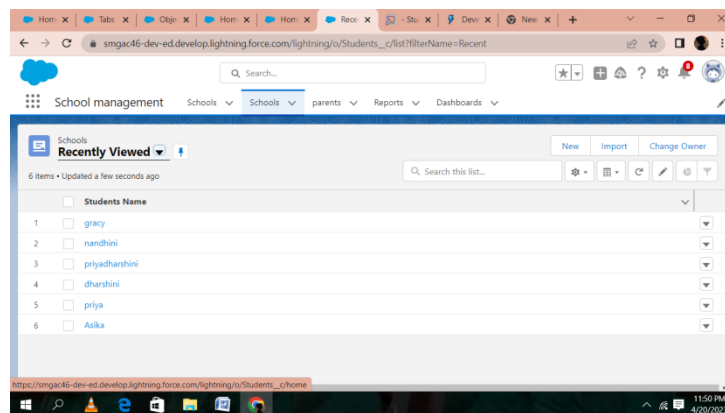 Hom
Tabs
Obje
Hom
Hom
Rece
- Stu
Deve
New
smgac46-dev-ed.develop.lightning.force.com/lightning/o/Students__c/list?filterName=Recent
Search...
8
School management
Schools
Schools
parents
Reports
Dashboards
Schools
Recently Viewed
New
Import
Change Owner
6 items • Updated a few seconds ago
Search this list...
Students Name
1 gracy
2 nandhini
3 priyadharshini
4 dharshini
5 priya
6 Asika
https://smgac46-dev-ed.develop.lightning.force.com/lightning/o/Students__c/home
11:50 PM
4/20/202